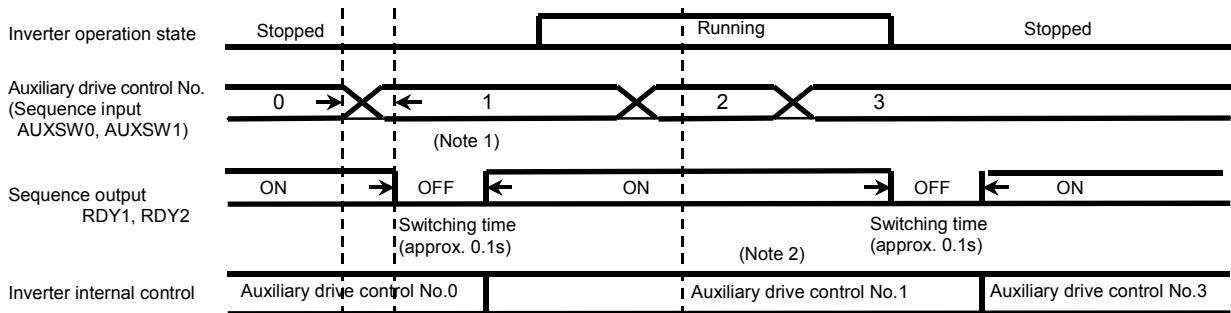 Inverter operation state
Stopped
Running
Stopped
Auxiliary drive control No.
(Sequence input
AUXSW0, AUXSW1)
0
1
2
3
(Note 1)
Sequence output
RDY1, RDY2
ON
OFF
ON
OFF
ON
Switching time
(approx. 0.1s)
Switching time
(approx. 0.1s)
(Note 2)
Inverter internal control
Auxiliary drive control No.0
Auxiliary drive control No.1
Auxiliary drive control No.3